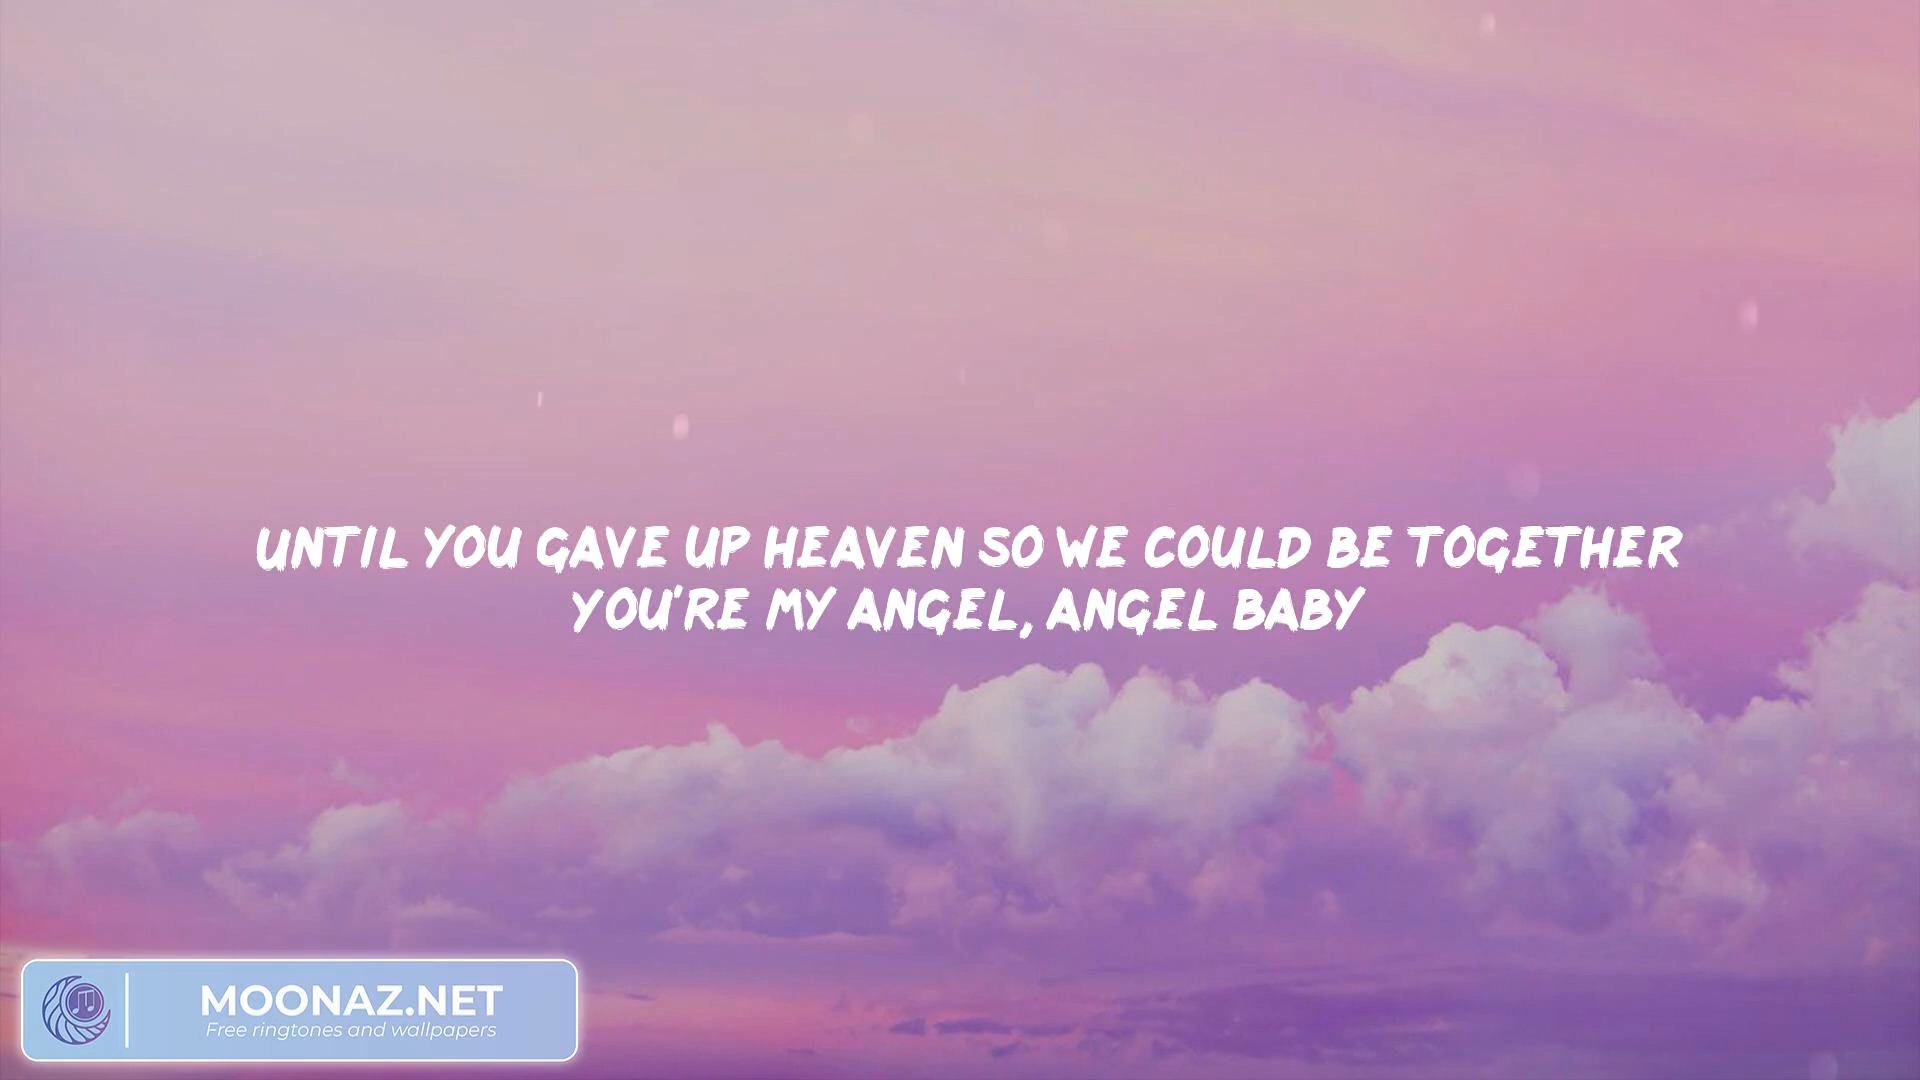 UNTIL YOU GAVE UP HEAVEN SO WE COULD BE TOGETHER
YOU'RE MY ANGEL, ANGEL BABY
MOONAZ.NET
Free ringtones and wallpapers